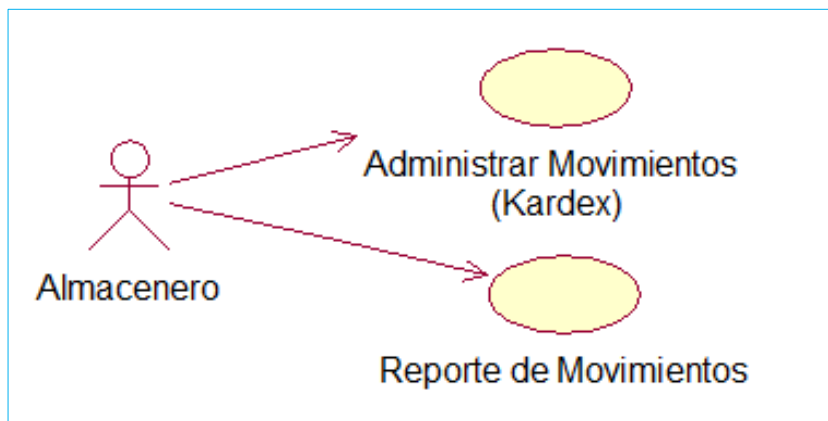 Administrar Movimientos
(Kardex)
Almacenero
Reporte de Movimientos